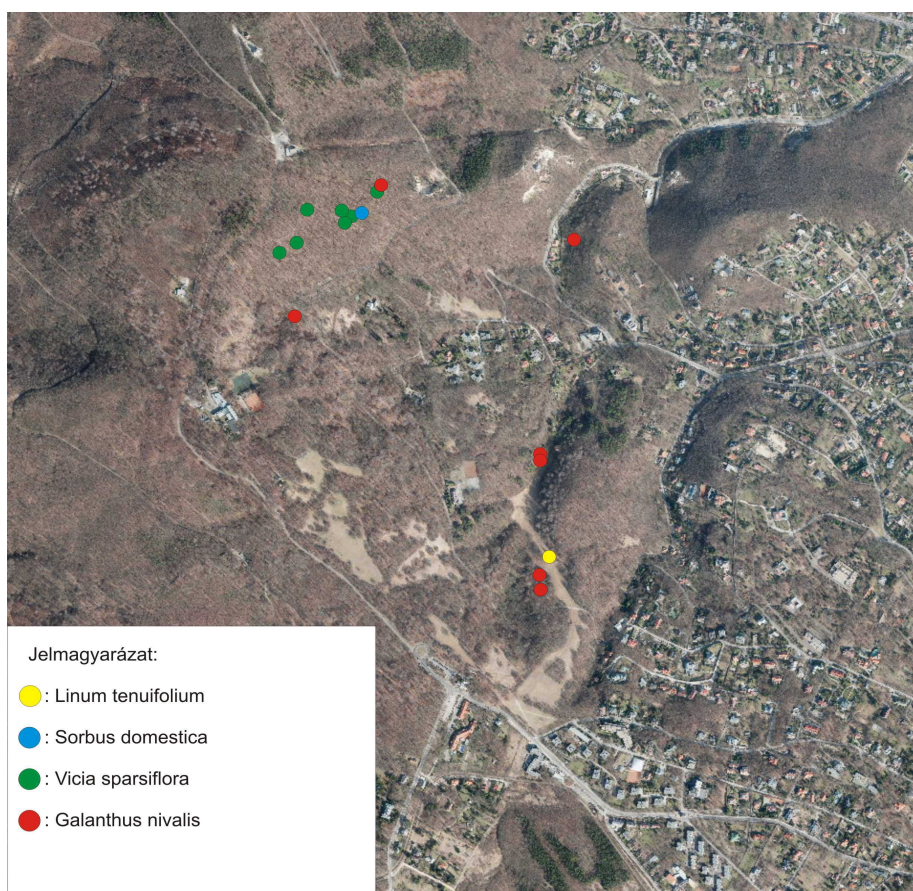 Jelmagyarázat:
: Linum tenuifolium
: Sorbus domestica
: Vicia sparsiflora
: Galanthus nivalis